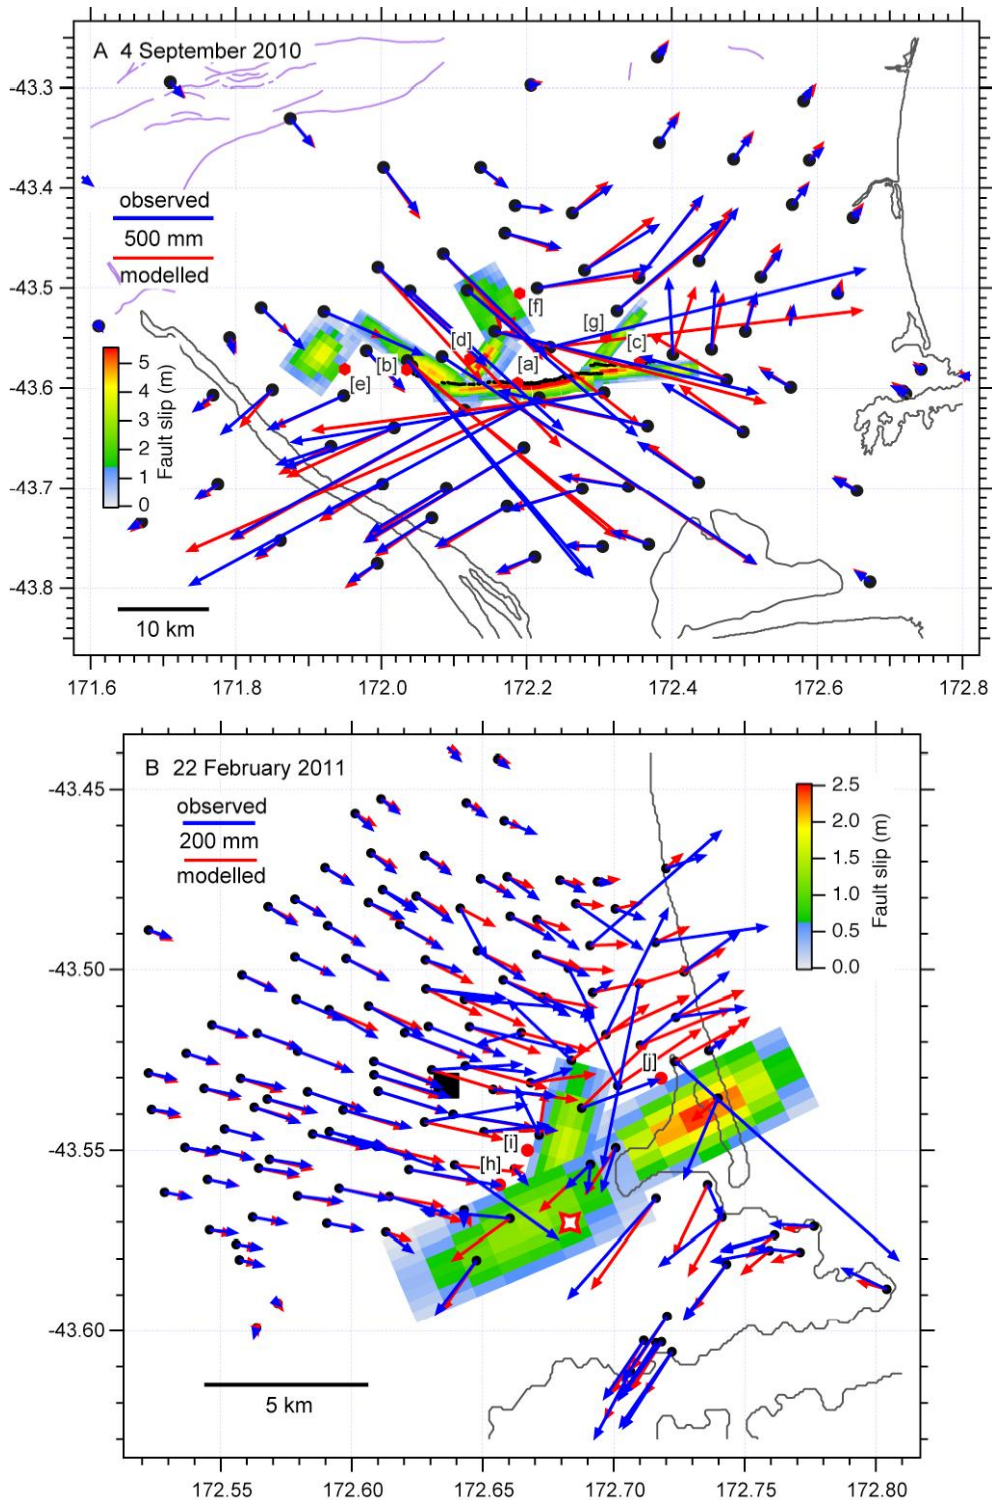 A 4 September 2010
-43.3
-43.4
observed
500 mm
modelled
-43.5
[f]
[g]
[d]
[c]
[b]
[a]
[e]
-43.6
5
4
3
2
1
0
Fault slip (m)
-43.7
-43.8
10 km
171.6 171.8 172.0 172.2 172.4 172.6 172.8
B 22 February 2011
-43.45
observed
200 mm
modelled
2.5
2.0
1.5
1.0
0.5
0.0
Fault slip (m)
-43.50
[j]
[i]
-43.55
[h]
-43.60
5 km
172.55 172.60 172.65 172.70 172.75 172.80